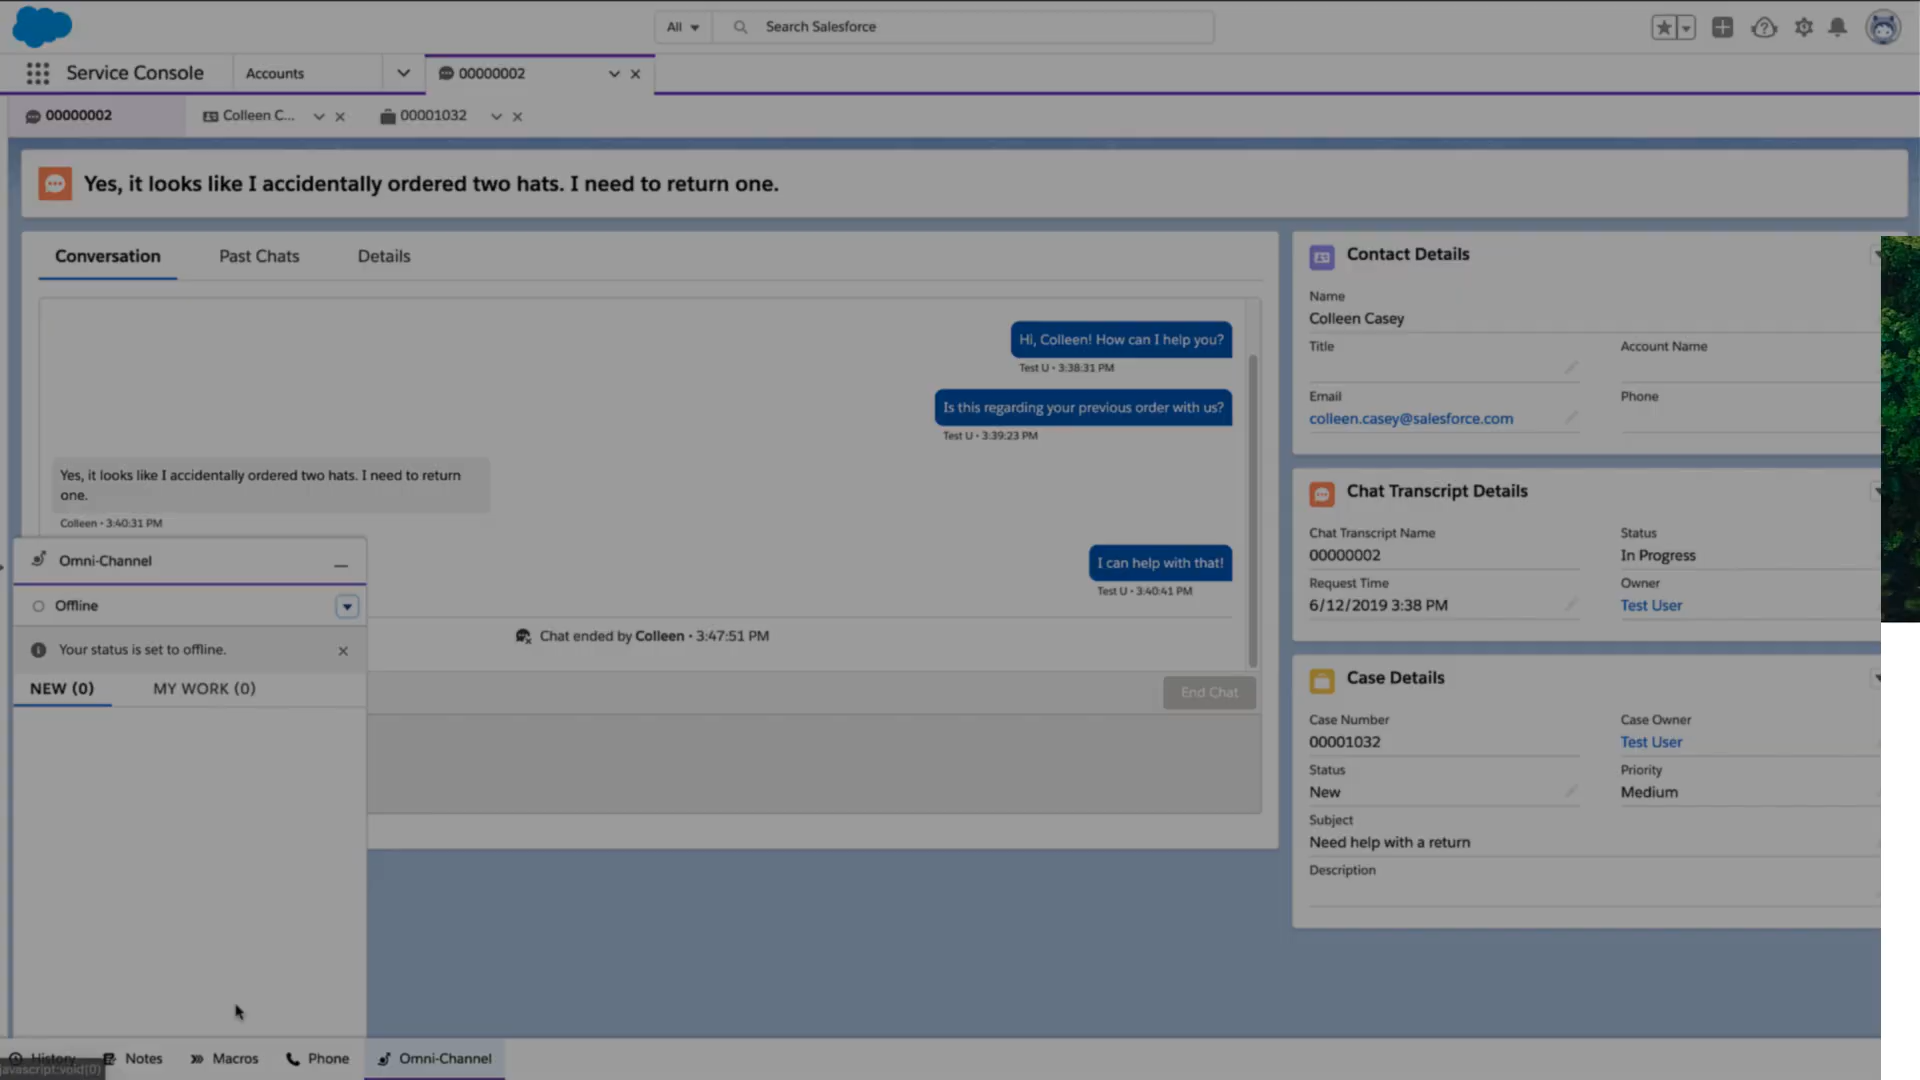 All
Search Salesforce
Service Console
Accounts
00000002
00000002
Colleen C...
00001032
Yes, it looks like I accidentally ordered two hats. I need to return one.
Conversation
Past Chats
Details
Hi, Colleen! How can I help you?
Test U • 3:38:31 PM
Is this regarding your previous order with us?
Test U • 3:39:23 PM
Yes, it looks like I accidentally ordered two hats. I need to return
one.
Colleen • 3:40:31 PM
I can help with that!
Test U • 3:40:41 PM
Chat ended by Colleen • 3:47:51 PM
End Chat
Omni-Channel
Offline
Your status is set to offline.
NEW (0)
MY WORK (0)
Contact Details
Name
Colleen Casey
Title
Account Name
Email
Phone
colleen.casey@salesforce.com
Chat Transcript Details
Chat Transcript Name
Status
00000002
In Progress
Request Time
Owner
6/12/2019 3:38 PM
Test User
Case Details
Case Number
Case Owner
00001032
Test User
Status
Priority
New
Medium
Subject
Need help with a return
Description
History
Notes
Macros
Phone
Omni-Channel
javascript:void(0)